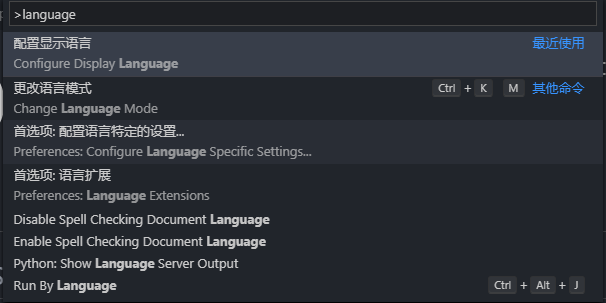 >language
配置显示语言 最近使用
Configure Display Language
更改语言模式 Ctrl + K M 其他命令
Change Language Mode
首选项: 配置语言特定的设置...
Preferences: Configure Language Specific Settings...
首选项: 语言扩展
Preferences: Language Extensions
Disable Spell Checking Document Language
Enable Spell Checking Document Language
Python: Show Language Server Output
Run By Language Ctrl + Alt + J